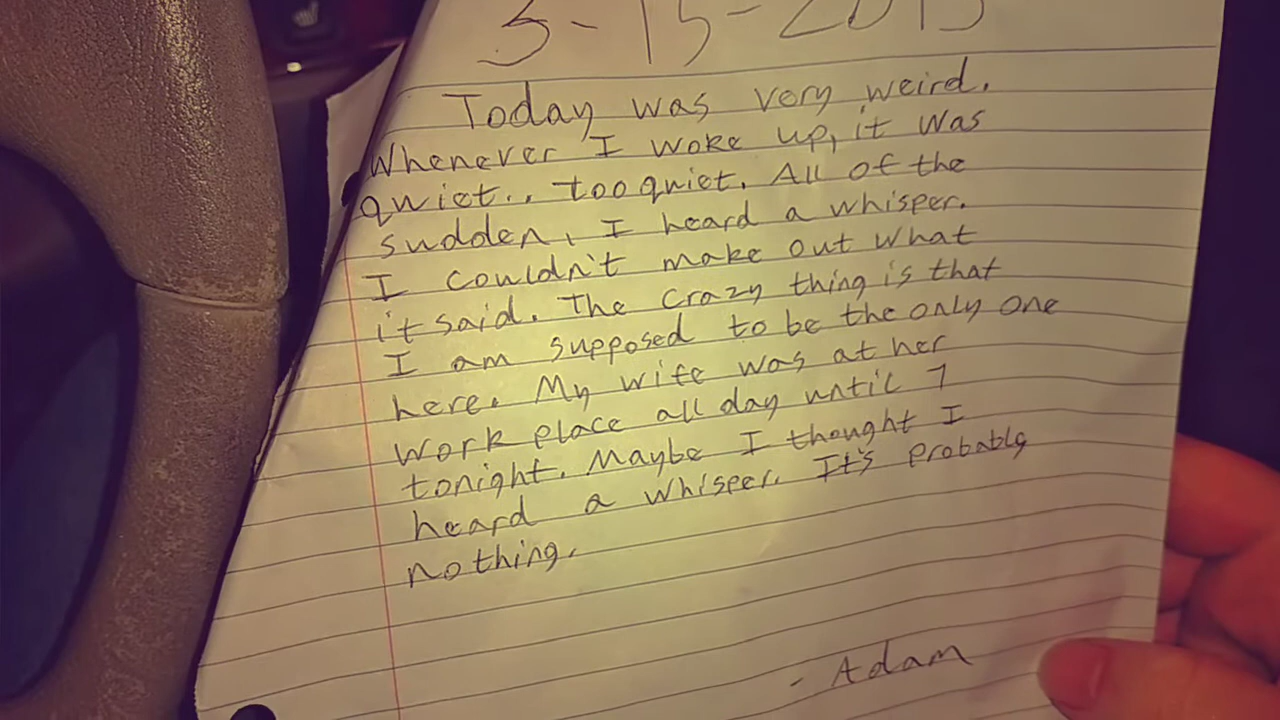 3-15-2015
Today was very weird.
Whenever I woke up, it was
quiet.. too quiet. All of the
sudden, I heard a whisper.
I couldn't make out what
it said. The crazy thing is that
I am supposed to be the only one
here. My wife was at her
work place all day until 7
tonight. Maybe I thought I
heard a whisper. It's probably
nothing.
- Adam